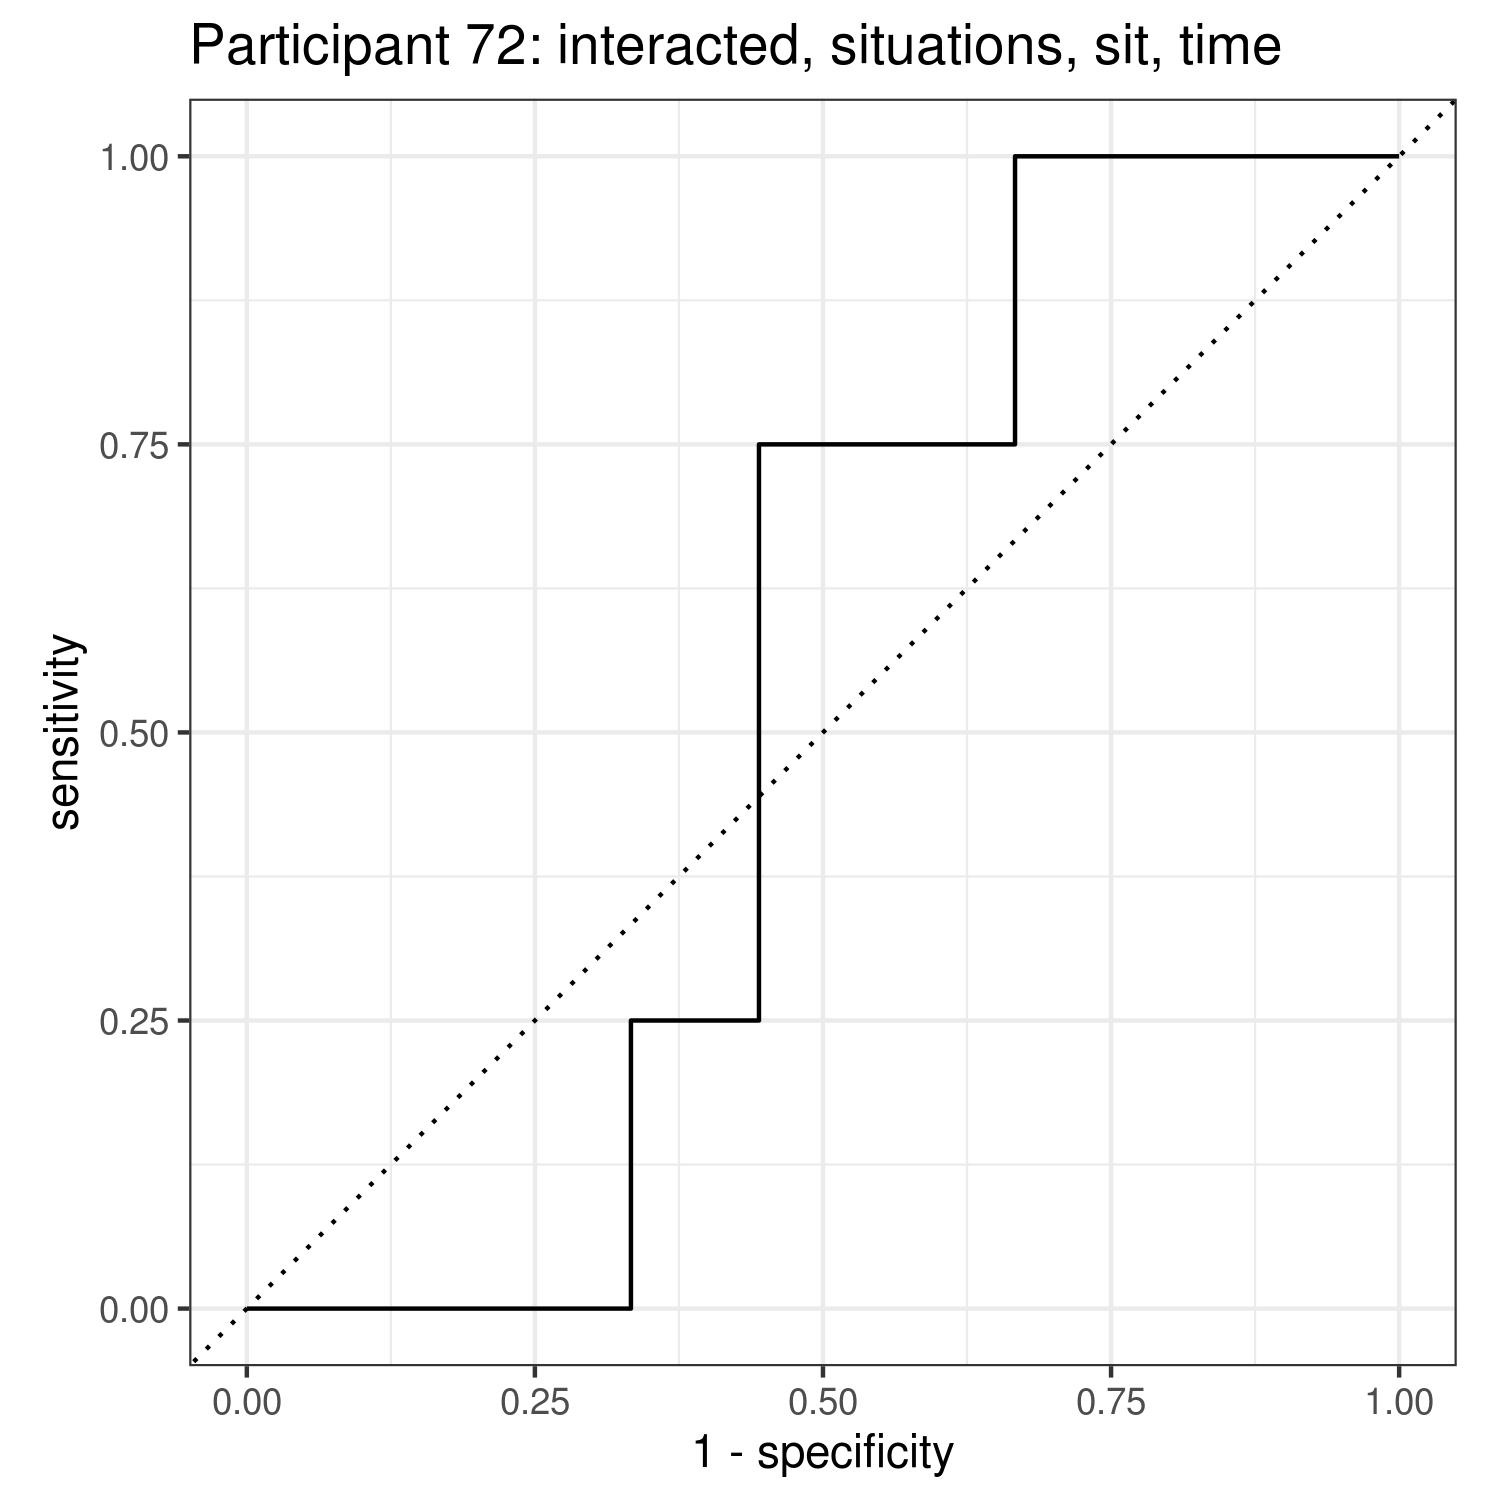 Participant 72: interacted, situations, sit, time
1.00
0.75
0.50
0.25
0.00
sensitivity
0.00 0.25 0.50 0.75 1.00
1 - specificity